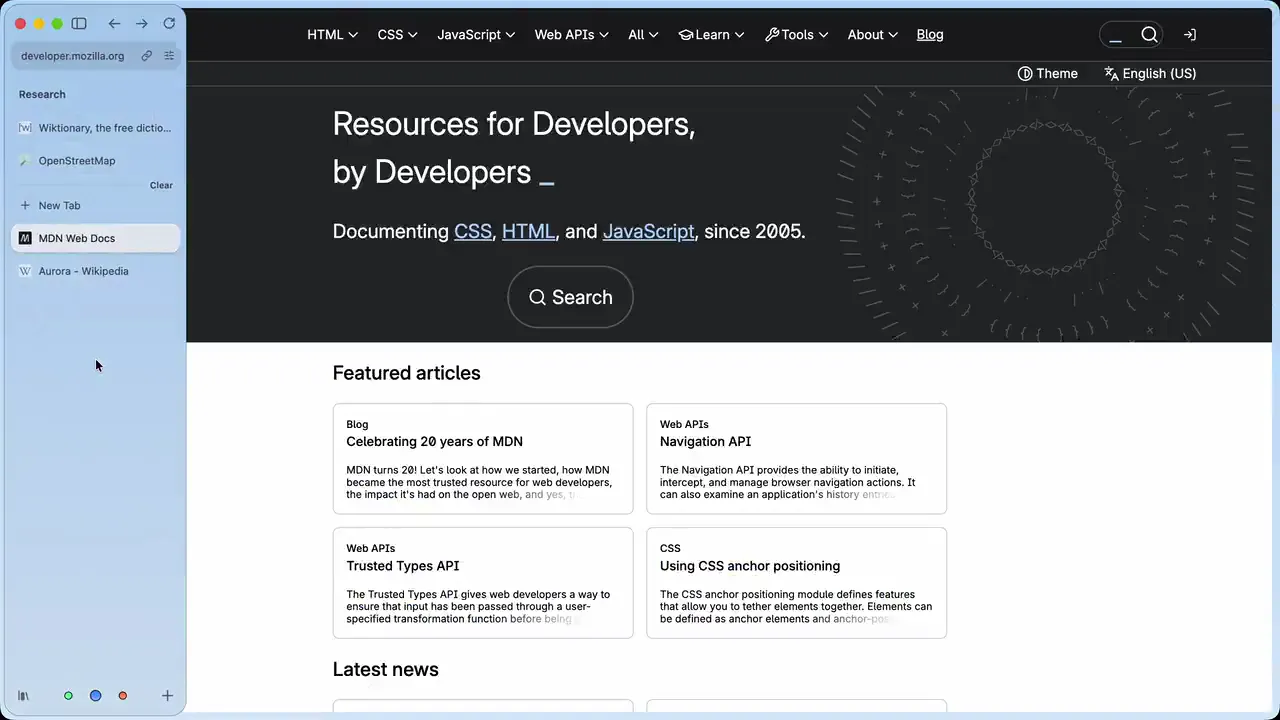 developer.mozilla.org
Research
Wiktionary, the free dictio...
OpenStreetMap
Clear
New Tab
MDN Web Docs
Aurora - Wikipedia
HTML
CSS
JavaScript
Web APIs
All
Learn
Tools
About
Blog
Theme
English (US)
Resources for Developers,
by Developers _
Documenting CSS, HTML, and JavaScript, since 2005.
Search
Featured articles
Blog
Celebrating 20 years of MDN
MDN turns 20! Let's look at how we started, how MDN
became the most trusted resource for web developers,
the impact it's had on the open web, and yes,
Web APIs
Navigation API
The Navigation API provides the ability to initiate,
intercept, and manage browser navigation actions. It
can also examine an application's history
Web APIs
Trusted Types API
The Trusted Types API gives web developers a way to
ensure that input has been passed through a user-
specified transformation function before being
CSS
Using CSS anchor positioning
The CSS anchor positioning module defines features
that allow you to tether elements together. Elements can
be defined as anchor elements and
Latest news